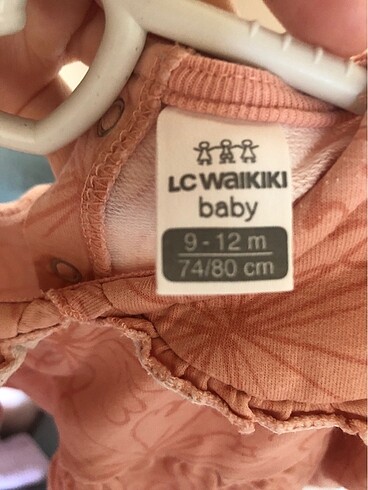 LC WAIKIKI
baby
9 - 12 m
74/80 cm